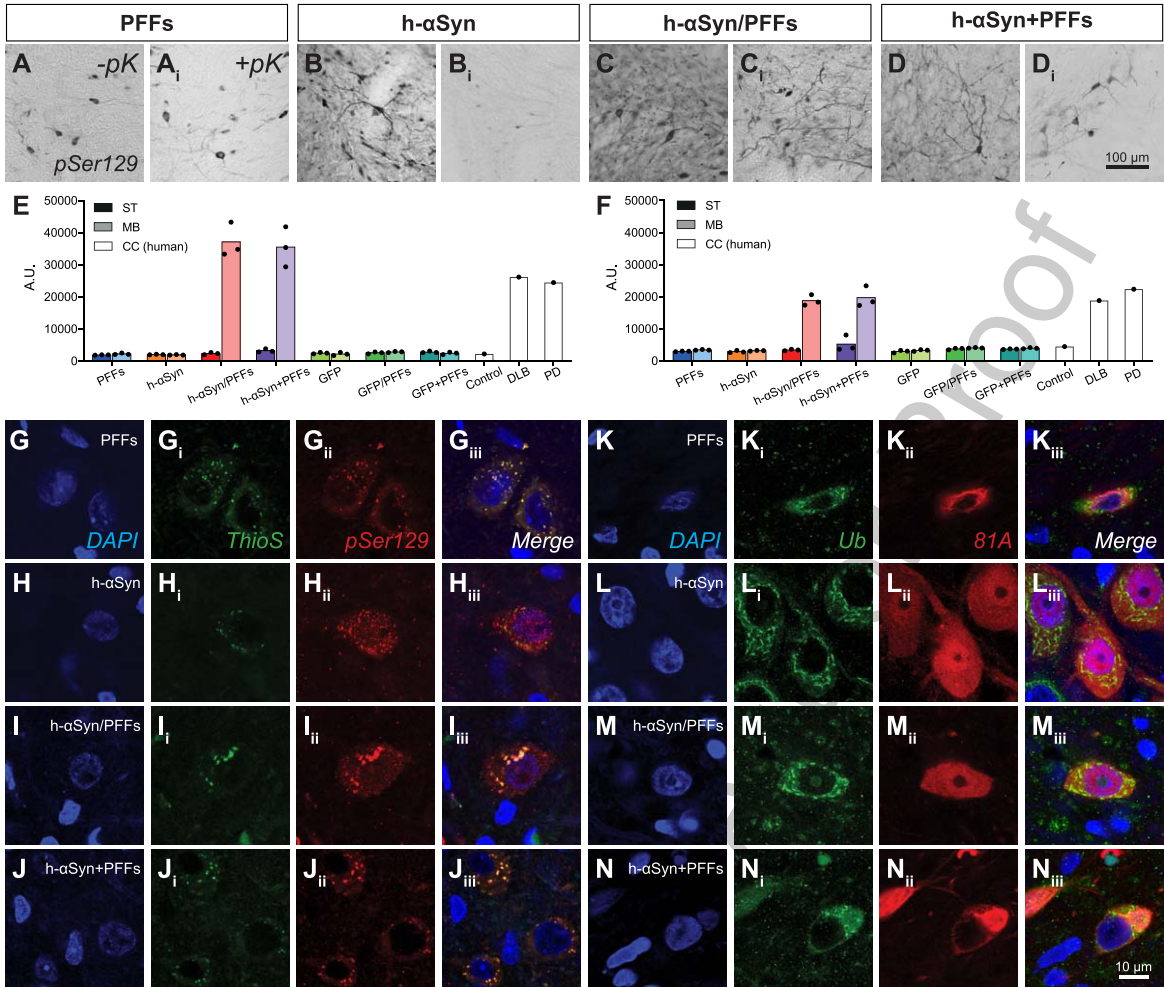 PFFs h-αSyn h-αSyn/PFFs h-αSyn+PFFs
A -pK Ai +pK B Bi C Ci D Di
pSer129
100 µm
E
50000
40000
30000
20000
10000
0
A.U.
ST
MB
CC (human)
PFFs h-αSyn h-αSyn/PFFs h-αSyn+PFFs GFP GFP/PFFs GFP+PFFs Control DLB PD
F
50000
40000
30000
20000
10000
0
A.U.
ST
MB
CC (human)
PFFs h-αSyn h-αSyn/PFFs h-αSyn+PFFs GFP GFP/PFFs GFP+PFFs Control DLB PD
G PFFs Gi Gii Giii K PFFs Ki Kii Kiii
DAPI ThioS pSer129 Merge DAPI Ub 81A Merge
H h-αSyn Hi Hii Hiii L h-αSyn Li Lii Liii
I h-αSyn/PFFs Ii Iii Iiii M h-αSyn/PFFs Mi Mii Miii
J h-αSyn+PFFs Ji Jii Jiii N h-αSyn+PFFs Ni Nii Niii
10 µm